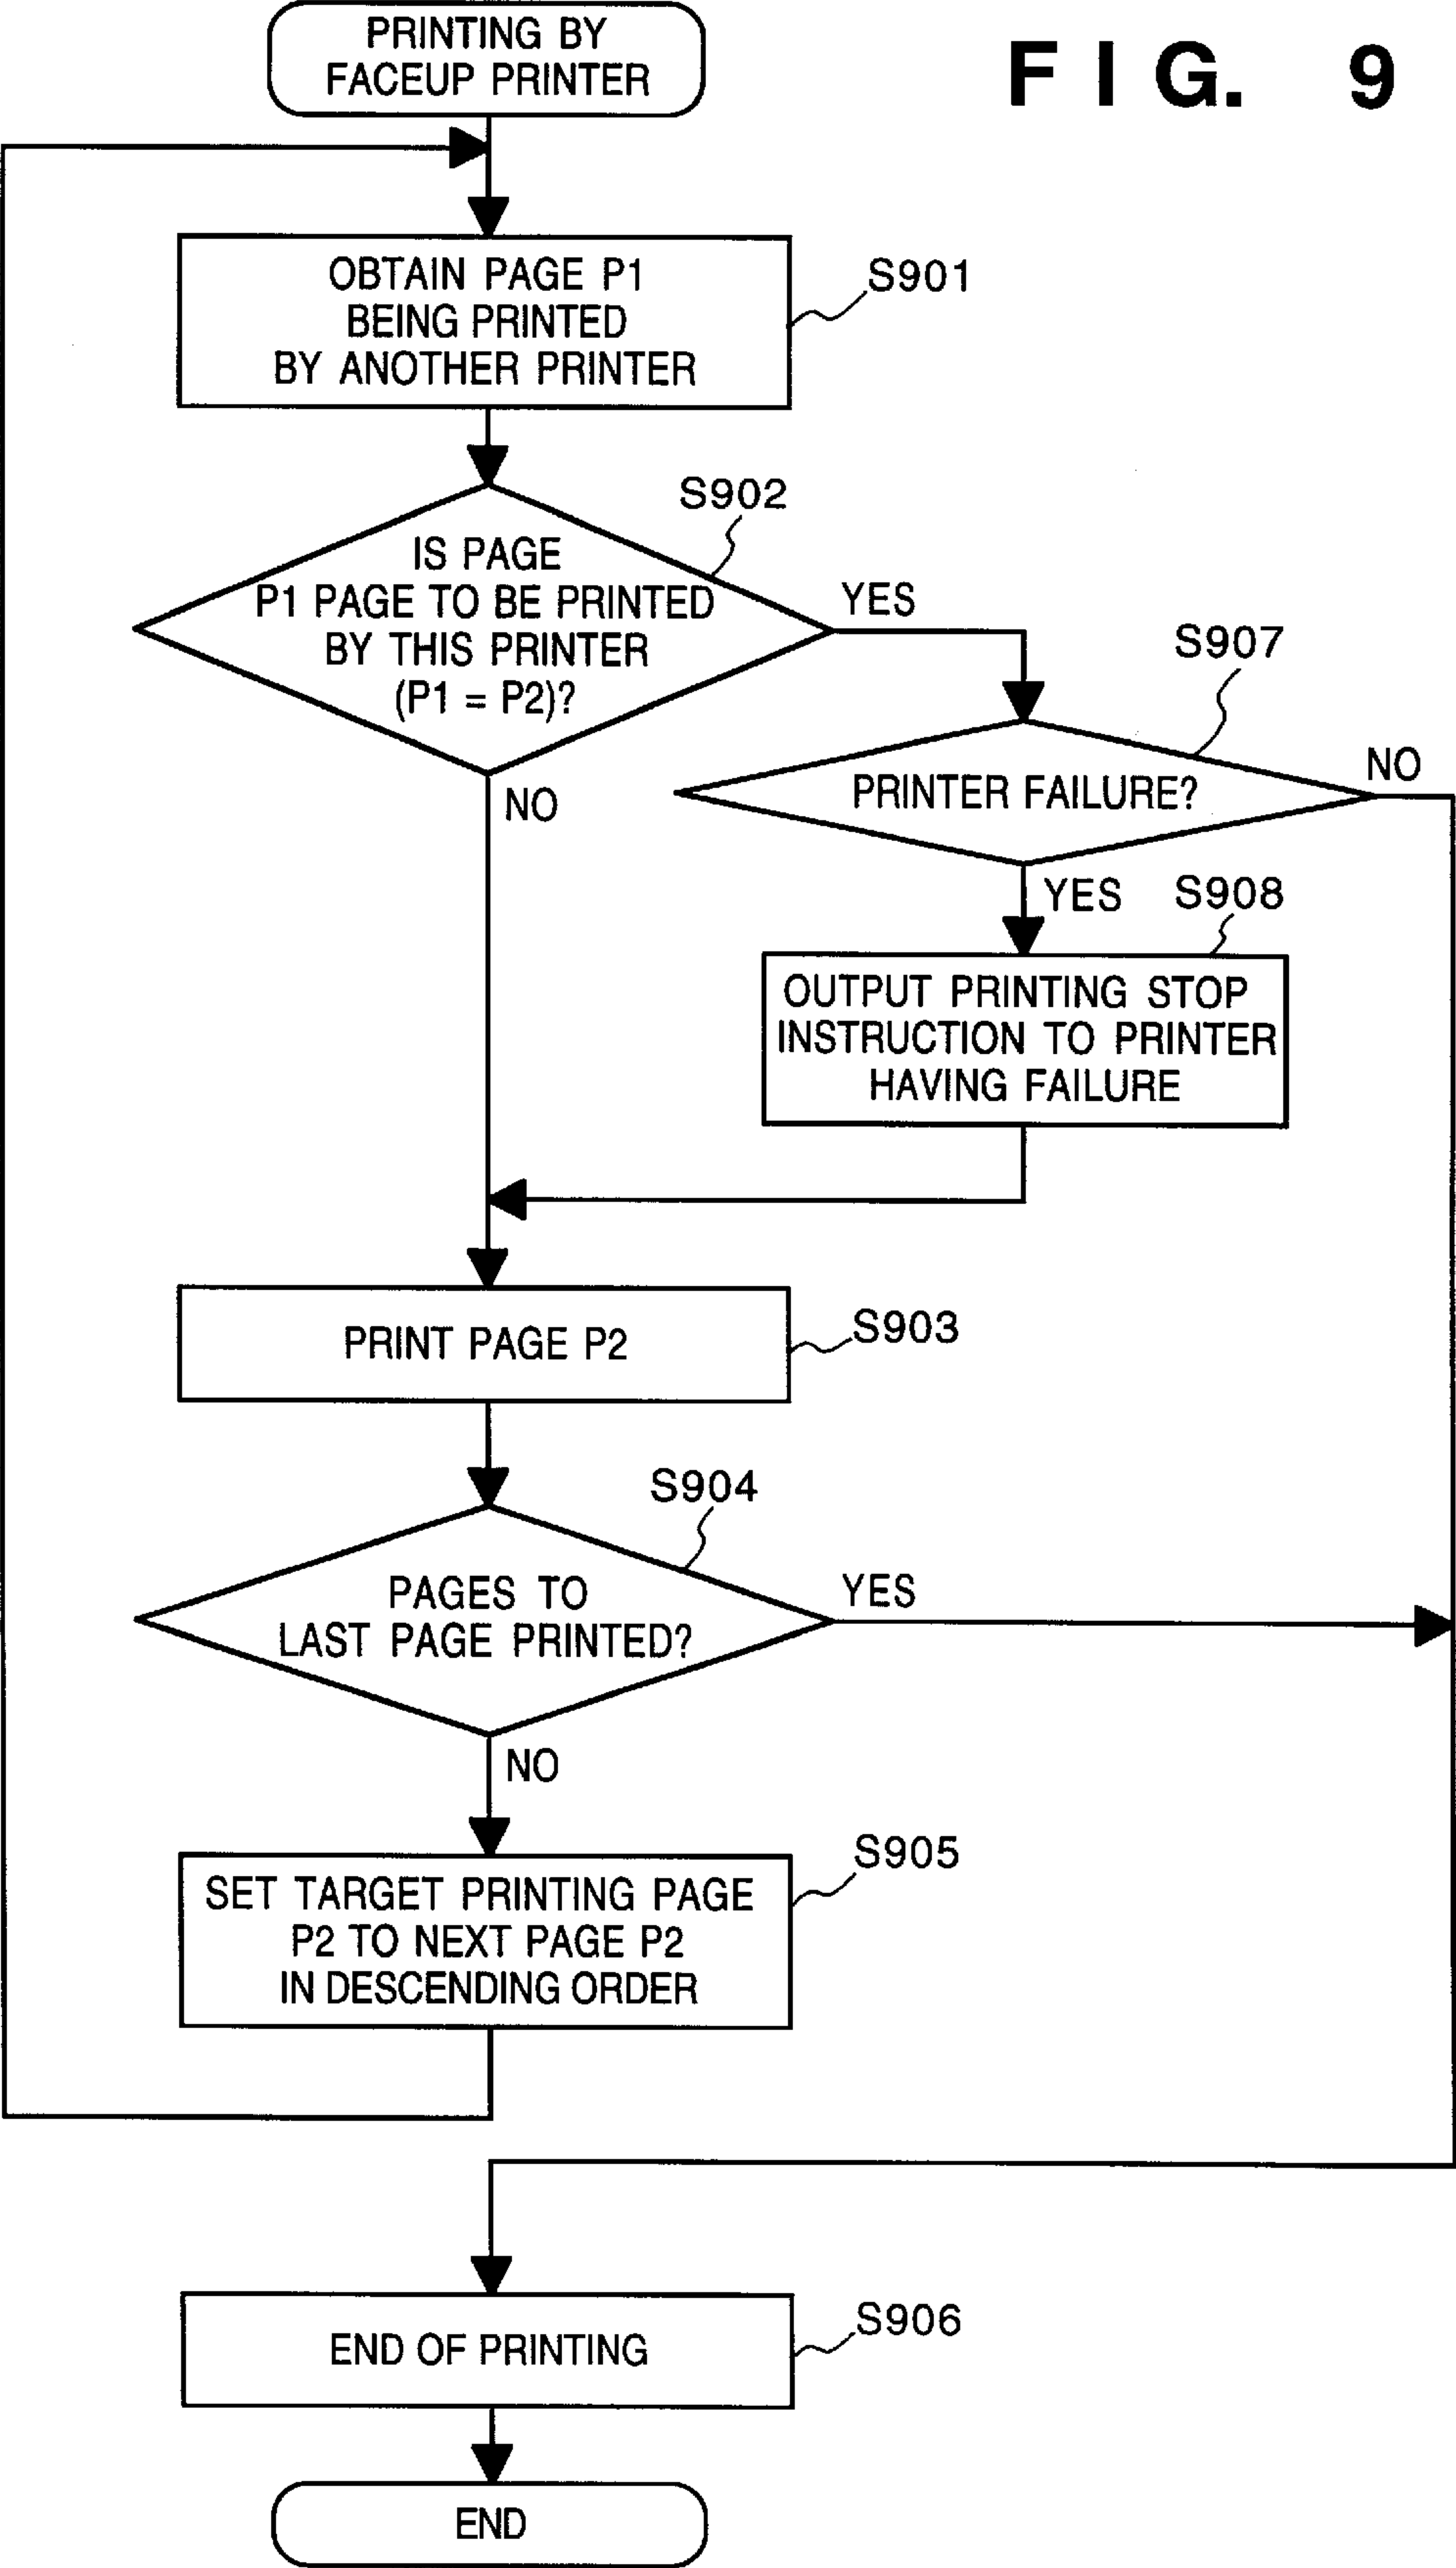 PRINTING BY
FACEUP PRINTER
FIG. 9
OBTAIN PAGE P1
BEING PRINTED
BY ANOTHER PRINTER
S901
S902
IS PAGE
P1 PAGE TO BE PRINTED
BY THIS PRINTER
(P1 = P2)?
YES
NO
S907
PRINTER FAILURE?
NO
YES
S908
OUTPUT PRINTING STOP
INSTRUCTION TO PRINTER
HAVING FAILURE
PRINT PAGE P2
S903
S904
PAGES TO
LAST PAGE PRINTED?
YES
NO
S905
SET TARGET PRINTING PAGE
P2 TO NEXT PAGE P2
IN DESCENDING ORDER
END OF PRINTING
S906
END